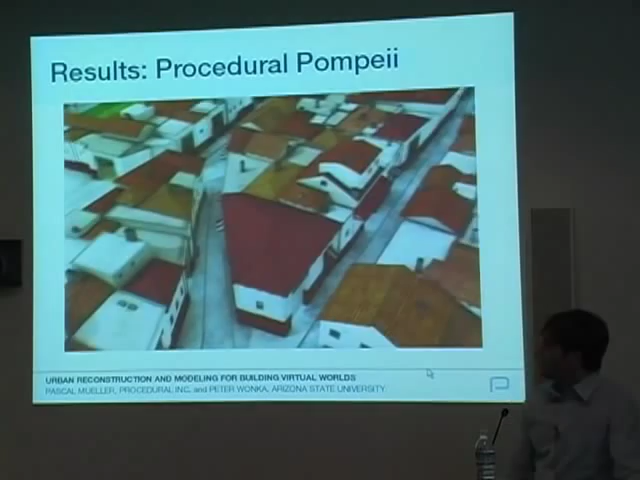 Results: Procedural Pompeii
URBAN RECONSTRUCTION AND MODELING FOR BUILDING VIRTUAL WORLDS
PASCAL MUELLER, PROCEDURAL INC. and PETER WONKA, ARIZONA STATE UNIVERSITY